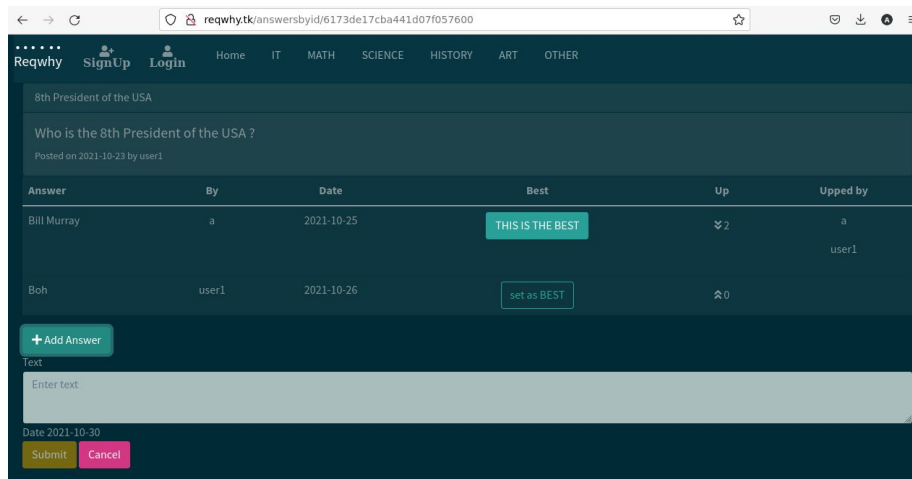 reqwhy.tk/answersbyid/6173de17cba441d07f057600
Reqwhy SignUp Login Home IT MATH SCIENCE HISTORY ART OTHER
8th President of the USA
Who is the 8th President of the USA ?
Posted on 2021-10-23 by user1
Answer By Date Best Up Upped by
Bill Murray a 2021-10-25 THIS IS THE BEST 2 a
user1
Boh user1 2021-10-26 set as BEST 0
Add Answer
Text
Enter text
Date 2021-10-30
Submit Cancel